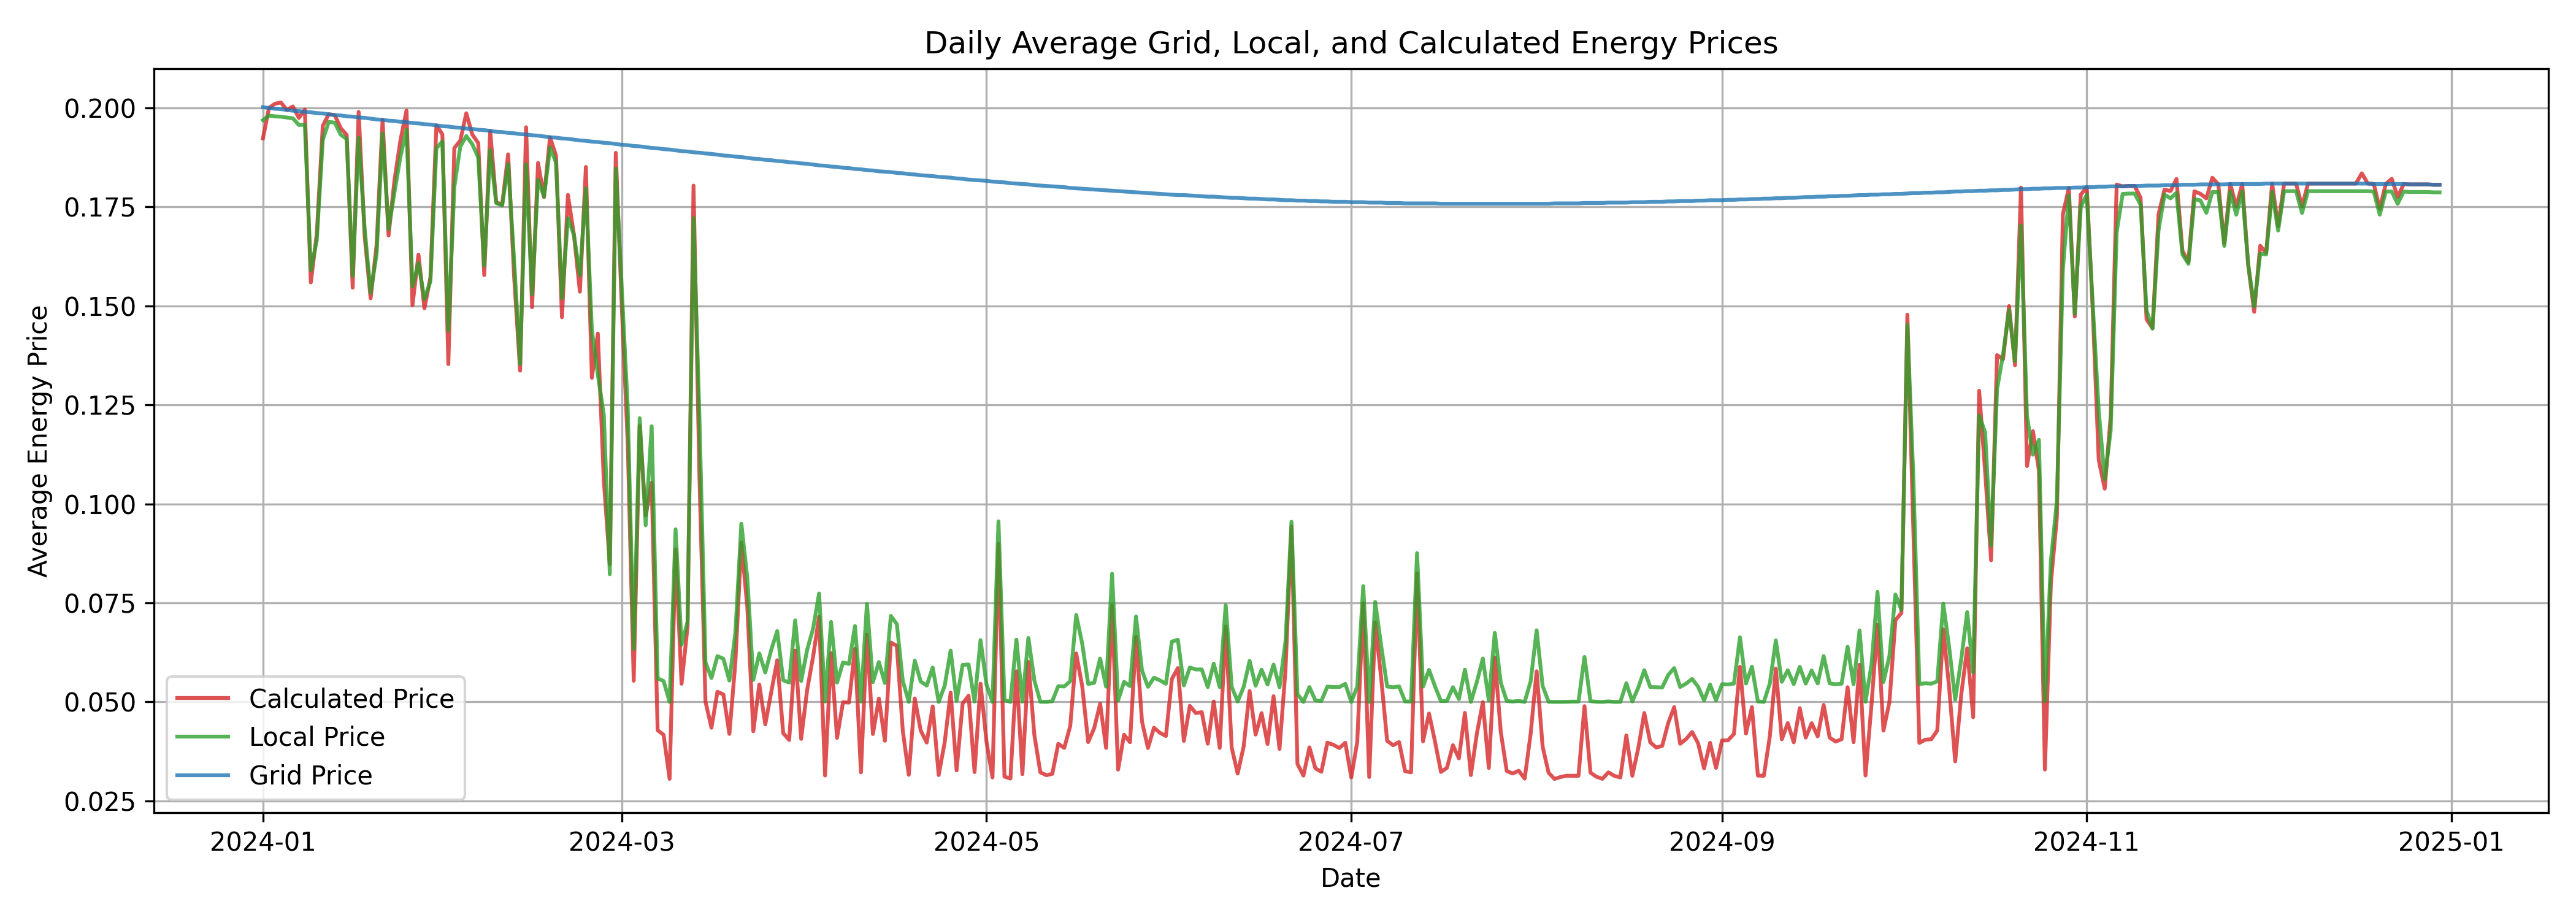 Daily Average Grid, Local, and Calculated Energy Prices
Average Energy Price
0.200
0.175
0.150
0.125
0.100
0.075
0.050
0.025
Calculated Price
Local Price
Grid Price
2024-01
2024-03
2024-05
2024-07
2024-09
2024-11
2025-01
Date